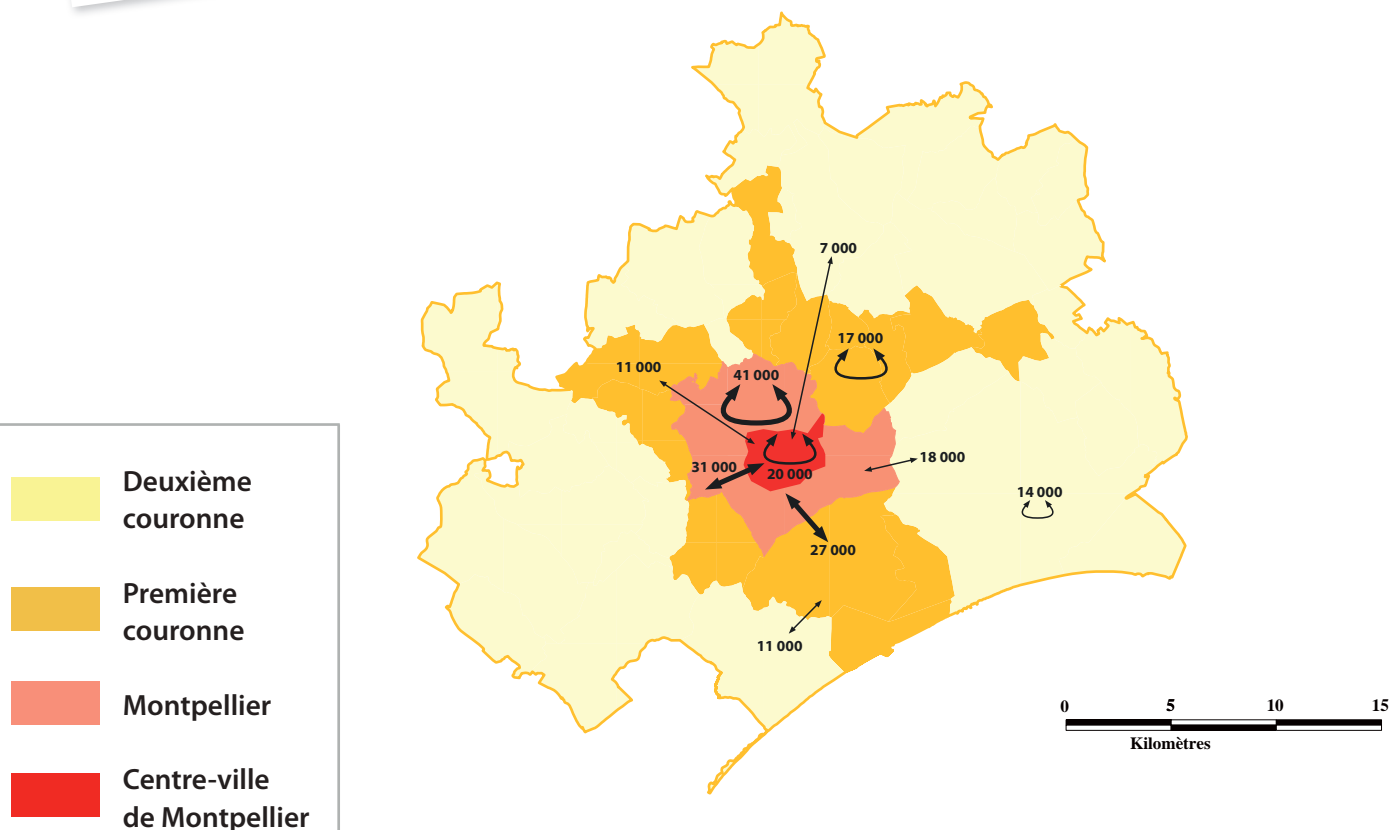 7 000
17 000
11 000
41 000
31 000
20 000
18 000
14 000
27 000
11 000
Deuxième
couronne
Première
couronne
Montpellier
Centre-ville
de Montpellier
0 5 10 15
Kilomètres